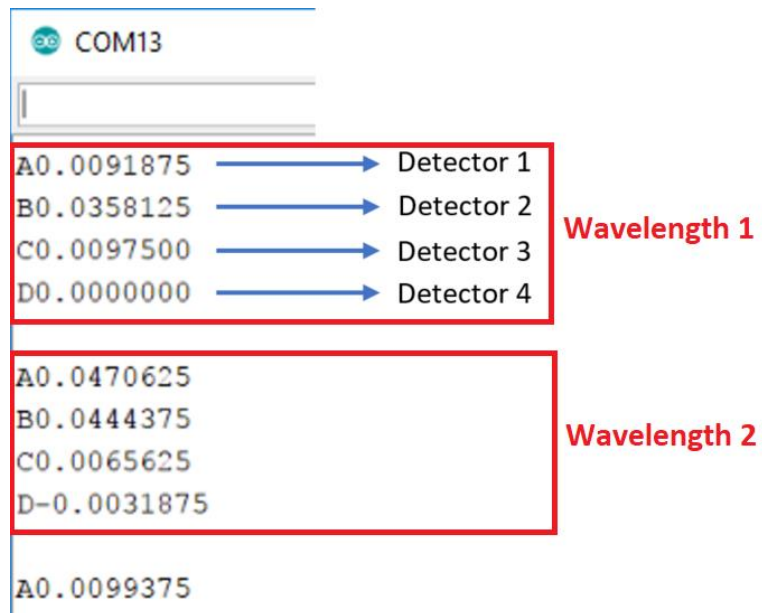 COM13
A0.0091875 Detector 1
B0.0358125 Detector 2
C0.0097500 Detector 3
D0.0000000 Detector 4
Wavelength 1
A0.0470625
B0.0444375
C0.0065625
D-0.0031875
Wavelength 2
A0.0099375